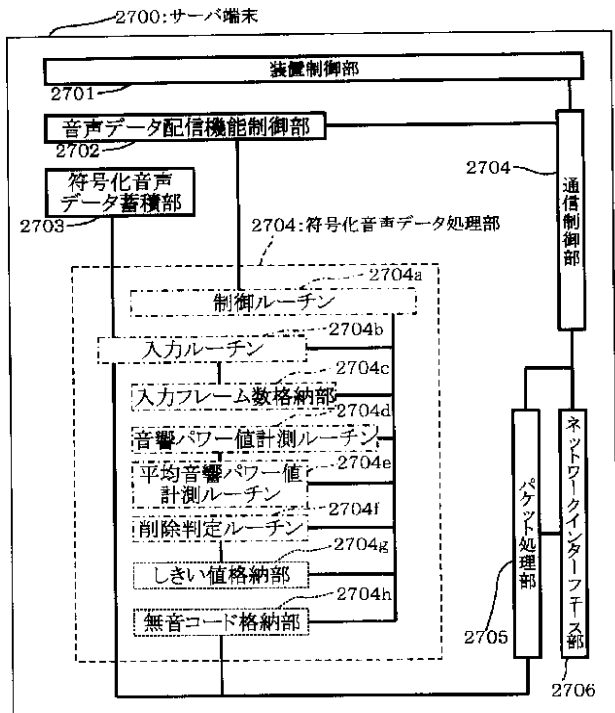 2700:サーバ端末
装置制御部
2701
音声データ配信機能制御部
2702
2704
通信制御部
符号化音声
データ蓄積部
2703
2704:符号化音声データ処理部
2704a
制御ルーチン
2704b
入力ルーチン
2704c
入力フレーム数格納部
2704d
音響パワー値計測ルーチン
2704e
平均音響パワー値
計測ルーチン
2704f
削除判定ルーチン
2704g
しきい値格納部
2704h
無音コード格納部
パケット処理部
2705
ネットワークインターフェース部
2706